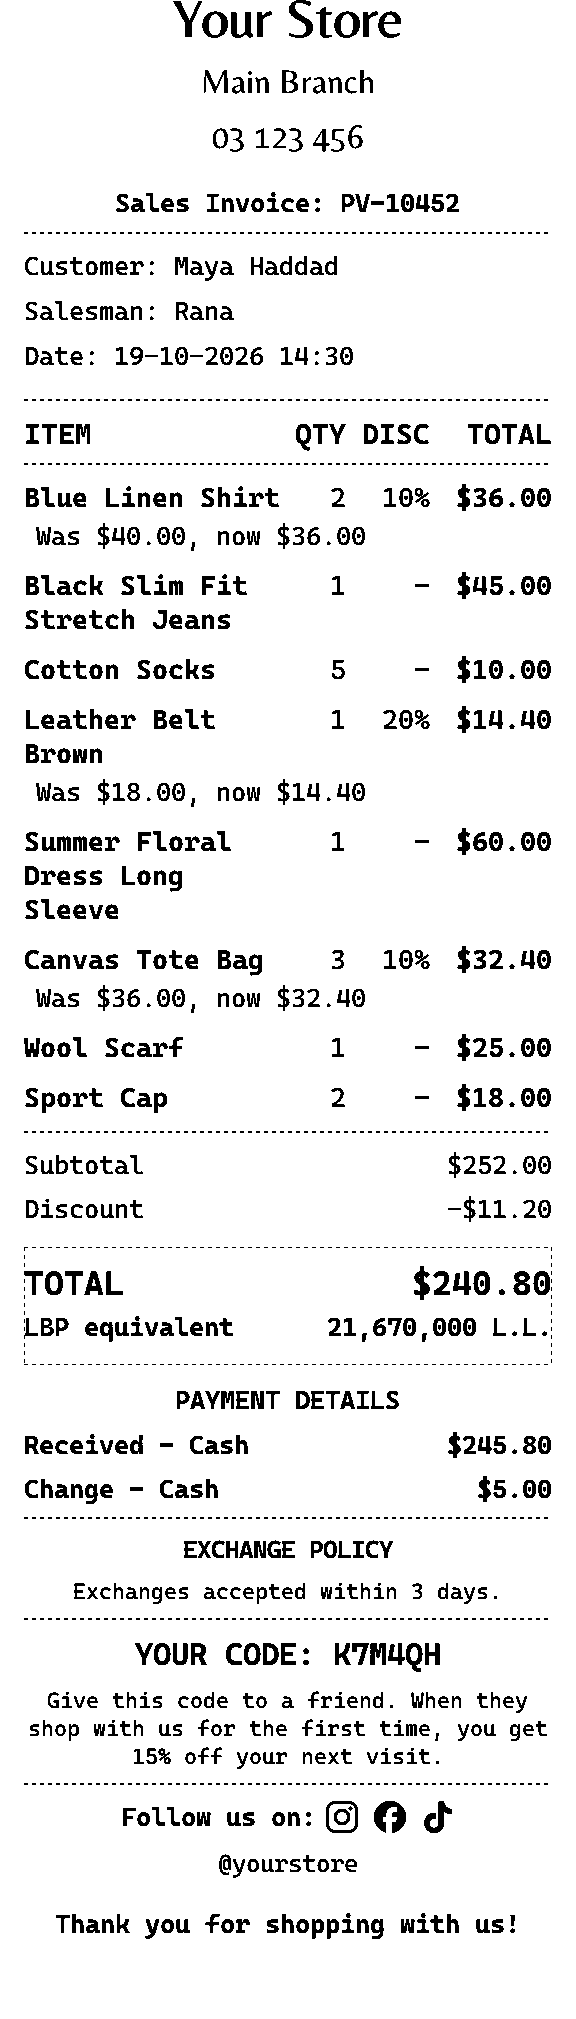 Your Store
Main Branch
03 123 456
Sales Invoice: PV-10452
Customer: Maya Haddad
Salesman: Rana
Date: 19-10-2026 14:30
ITEM QTY DISC TOTAL
Blue Linen Shirt 2 10% $36.00
Was $40.00, now $36.00
Black Slim Fit 1 - $45.00
Stretch Jeans
Cotton Socks 5 - $10.00
Leather Belt 1 20% $14.40
Brown
Was $18.00, now $14.40
Summer Floral 1 - $60.00
Dress Long
Sleeve
Canvas Tote Bag 3 10% $32.40
Was $36.00, now $32.40
Wool Scarf 1 - $25.00
Sport Cap 2 - $18.00
Subtotal $252.00
Discount -$11.20
TOTAL $240.80
LBP equivalent 21,670,000 L.L.
PAYMENT DETAILS
Received - Cash $245.80
Change - Cash $5.00
EXCHANGE POLICY
Exchanges accepted within 3 days.
YOUR CODE: K7M4QH
Give this code to a friend. When they
shop with us for the first time, you get
15% off your next visit.
Follow us on:
@yourstore
Thank you for shopping with us!